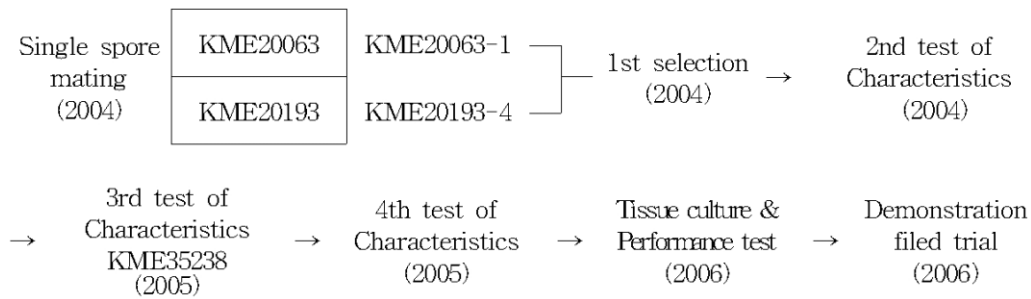 Single spore
mating
(2004)
KME20063
KME20193
KME20063-1
KME20193-4
1st selection
(2004)
→
2nd test of
Characteristics
(2004)
→
3rd test of
Characteristics
KME35238
(2005)
→
4th test of
Characteristics
(2005)
→
Tissue culture &
Performance test
(2006)
→
Demonstration
filed trial
(2006)